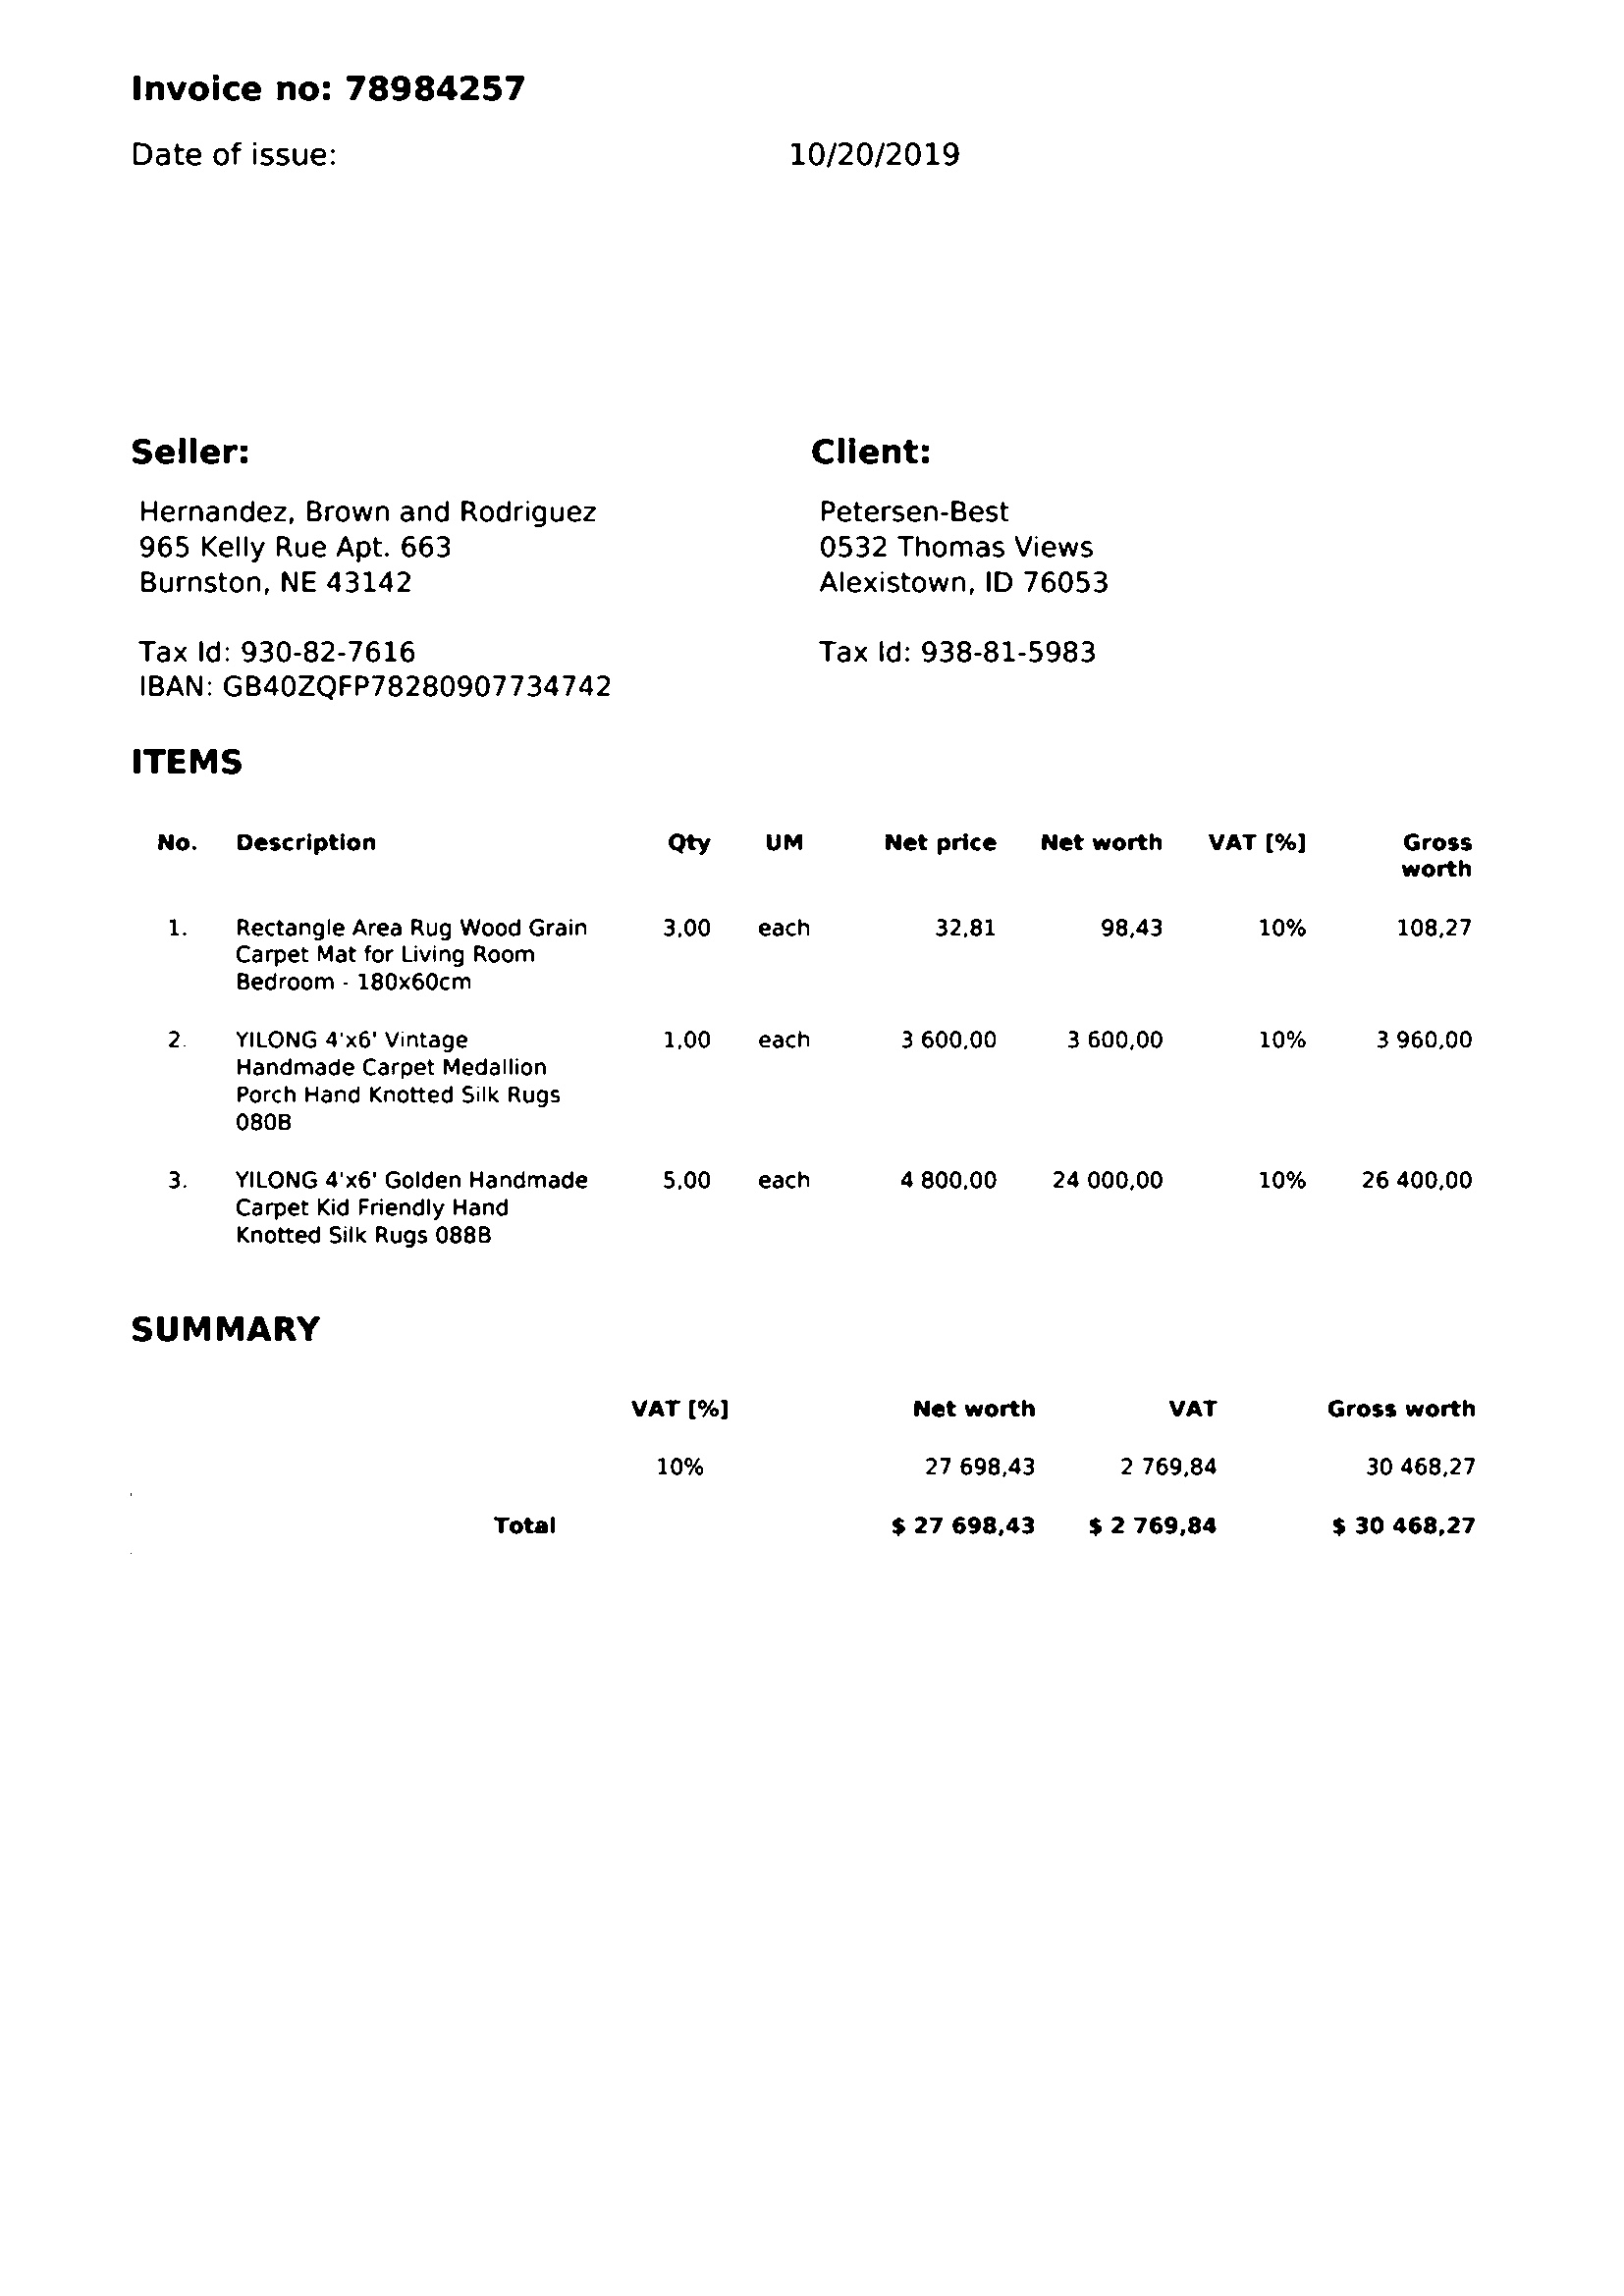 Invoice no: 78984257
Date of issue: 10/20/2019
Seller: Client:
Hernandez, Brown and Rodriguez Petersen-Best
965 Kelly Rue Apt. 663 0532 Thomas Views
Burnston, NE 43142 Alexistown, ID 76053
Tax Id: 930-82-7616 Tax Id: 938-81-5983
IBAN: GB40ZQFP78280907734742
ITEMS
No. Description Qty UM Net price Net worth VAT [%] Gross
worth
1. Rectangle Area Rug Wood Grain 3,00 each 32,81 98,43 10% 108,27
Carpet Mat for Living Room
Bedroom - 180x60cm
2. YILONG 4'x6' Vintage 1,00 each 3 600,00 3 600,00 10% 3 960,00
Handmade Carpet Medallion
Porch Hand Knotted Silk Rugs
080B
3. YILONG 4'x6' Golden Handmade 5,00 each 4 800,00 24 000,00 10% 26 400,00
Carpet Kid Friendly Hand
Knotted Silk Rugs 088B
SUMMARY
VAT [%] Net worth VAT Gross worth
10% 27 698,43 2 769,84 30 468,27
Total $ 27 698,43 $ 2 769,84 $ 30 468,27